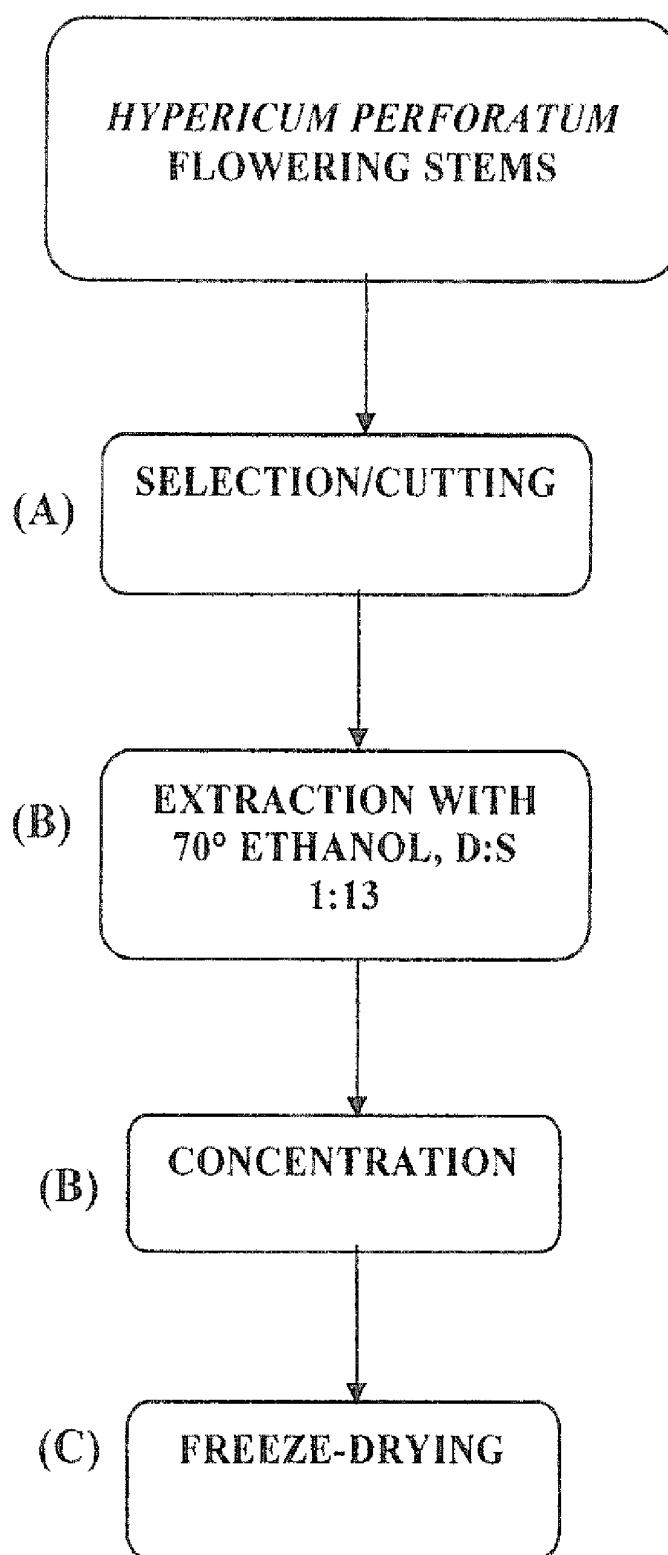 HYPERICUM PERFORATUM
FLOWERING STEMS
(A)
SELECTION/CUTTING
(B)
EXTRACTION WITH
70° ETHANOL, D:S
1:13
(B)
CONCENTRATION
(C)
FREEZE-DRYING